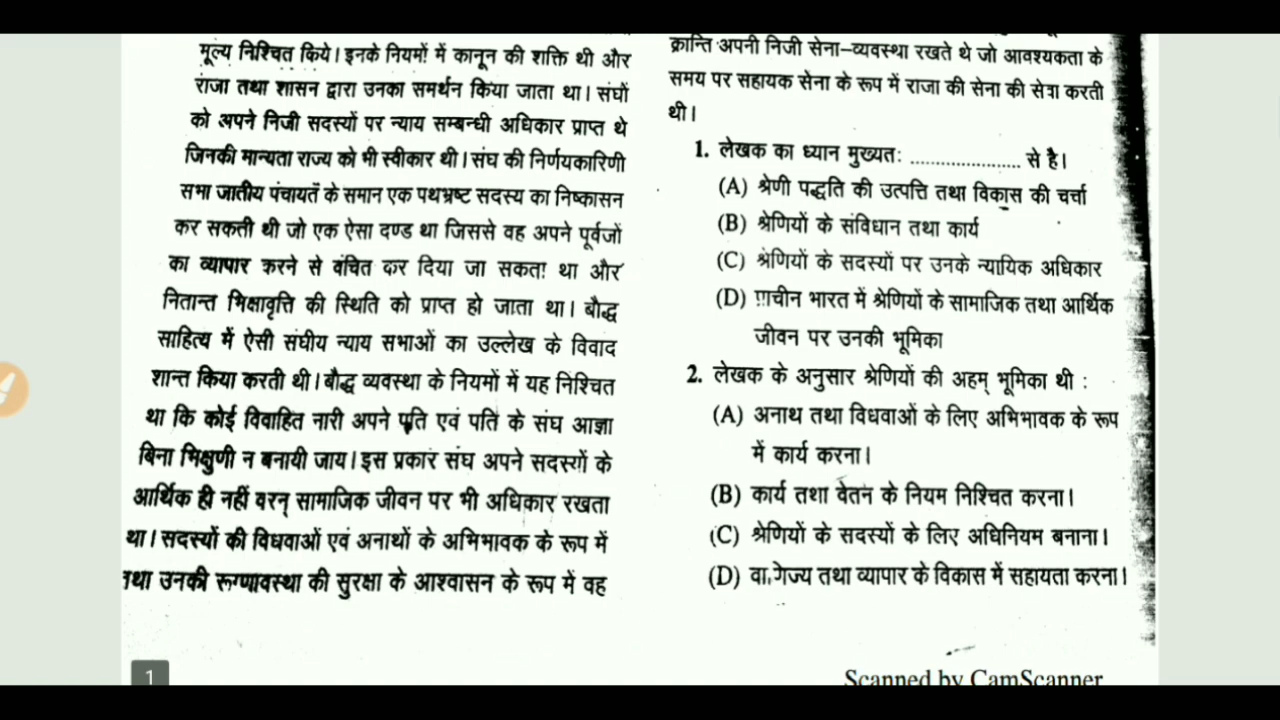 मूल्य निश्चित किये। इनके नियमों में कानून की शक्ति थी और
राजा तथा शासन द्वारा उनका समर्थन किया जाता था। संघों
को अपने निजी सदस्यों पर न्याय सम्बन्धी अधिकार प्राप्त थे
जिनकी मान्यता राज्य को भी स्वीकार थी। संघ की निर्णयकारिणी
सभा जातीय पंचायतें के समान एक पथभ्रष्ट सदस्य का निष्कासन
कर सकती थी जो एक ऐसा दण्ड था जिससे वह अपने पूर्वजों
का व्यापार करने से वंचित कर दिया जा सकता था और
नितान्त भिक्षावृत्ति की स्थिति को प्राप्त हो जाता था। बौद्ध
साहित्य में ऐसी संघीय न्याय सभाओं का उल्लेख के विवाद
शान्त किया करती थी। बौद्ध व्यवस्था के नियमों में यह निश्चित
था कि कोई विवाहित नारी अपने पति एवं पति के संघ आज्ञा
बिना भिक्षुणी न बनायी जाय। इस प्रकार संघ अपने सदस्यों के
आर्थिक ही नहीं वरन् सामाजिक जीवन पर भी अधिकार रखता
था। सदस्यों की विधवाओं एवं अनाथों के अभिभावक के रूप में
तथा उनकी रूग्णावस्था की सुरक्षा के आश्वासन के रूप में वह
क्रान्ति अपनी निजी सेना-व्यवस्था रखते थे जो आवश्यकता के
समय पर सहायक सेना के रूप में राजा की सेना की सेवा करती
थी।
1. लेखक का ध्यान मुख्यतः ..................... से है।
(A) श्रेणी पद्धति की उत्पत्ति तथा विकास की चर्चा
(B) श्रेणियों के संविधान तथा कार्य
(C) श्रेणियों के सदस्यों पर उनके न्यायिक अधिकार
(D) प्राचीन भारत में श्रेणियों के सामाजिक तथा आर्थिक
जीवन पर उनकी भूमिका
2. लेखक के अनुसार श्रेणियों की अहम् भूमिका थी :
(A) अनाथ तथा विधवाओं के लिए अभिभावक के रूप
में कार्य करना।
(B) कार्य तथा वेतन के नियम निश्चित करना।
(C) श्रेणियों के सदस्यों के लिए अधिनियम बनाना।
(D) वाणिज्य तथा व्यापार के विकास में सहायता करना।
1
Scanned by CamScanner